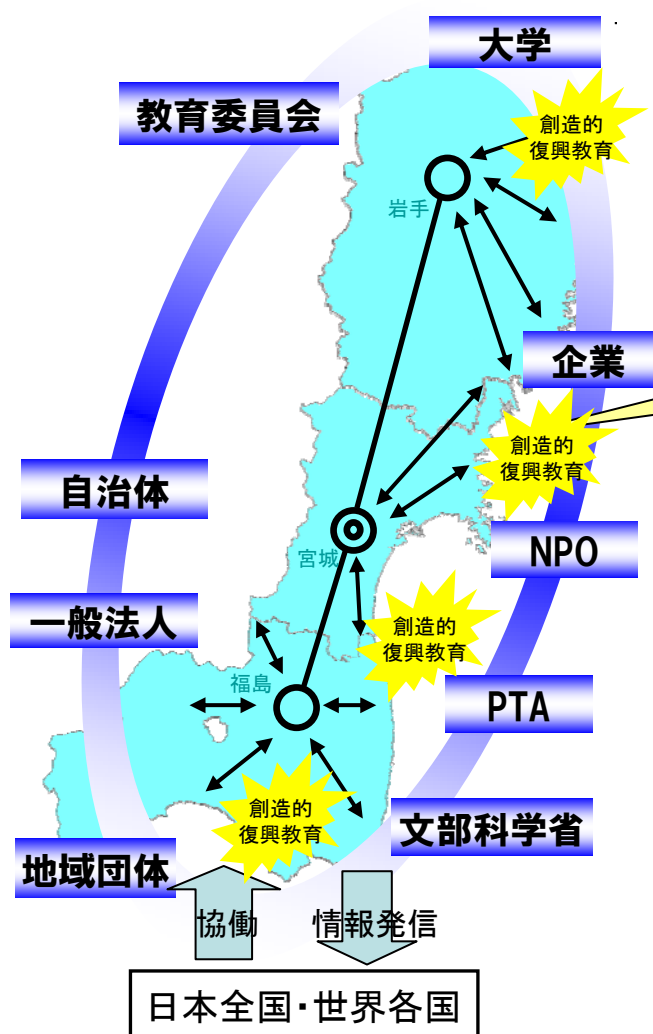 大学
教育委員会
創造的
復興教育
岩手
企業
創造的
復興教育
自治体
宮城
NPO
一般法人
創造的
復興教育
福島
PTA
創造的
復興教育
文部科学省
地域団体
協働
情報発信
日本全国・世界各国